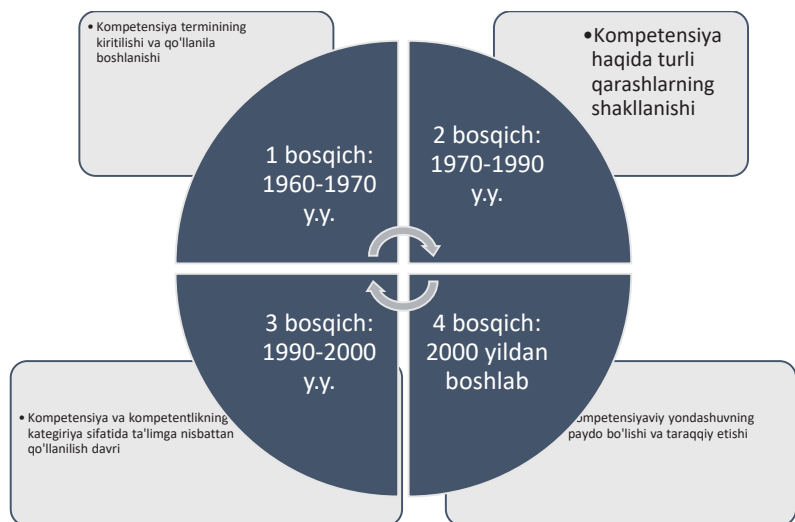 • Kompetensiya terminining
kiritilishi va qo'llanila
boshlanishi
•Kompetensiya
haqida turli
qarashlarning
shakllanishi
1 bosqich:
1960-1970
y.y.
2 bosqich:
1970-1990
y.y.
3 bosqich:
1990-2000
y.y.
4 bosqich:
2000 yildan
boshlab
• Kompetensiya va kompetentlikning
kategiriya sifatida ta'limga nisbattan
qo'llanilish davri
ompetensiyaviy yondashuvning
paydo bo'lishi va taraqqiy etishi